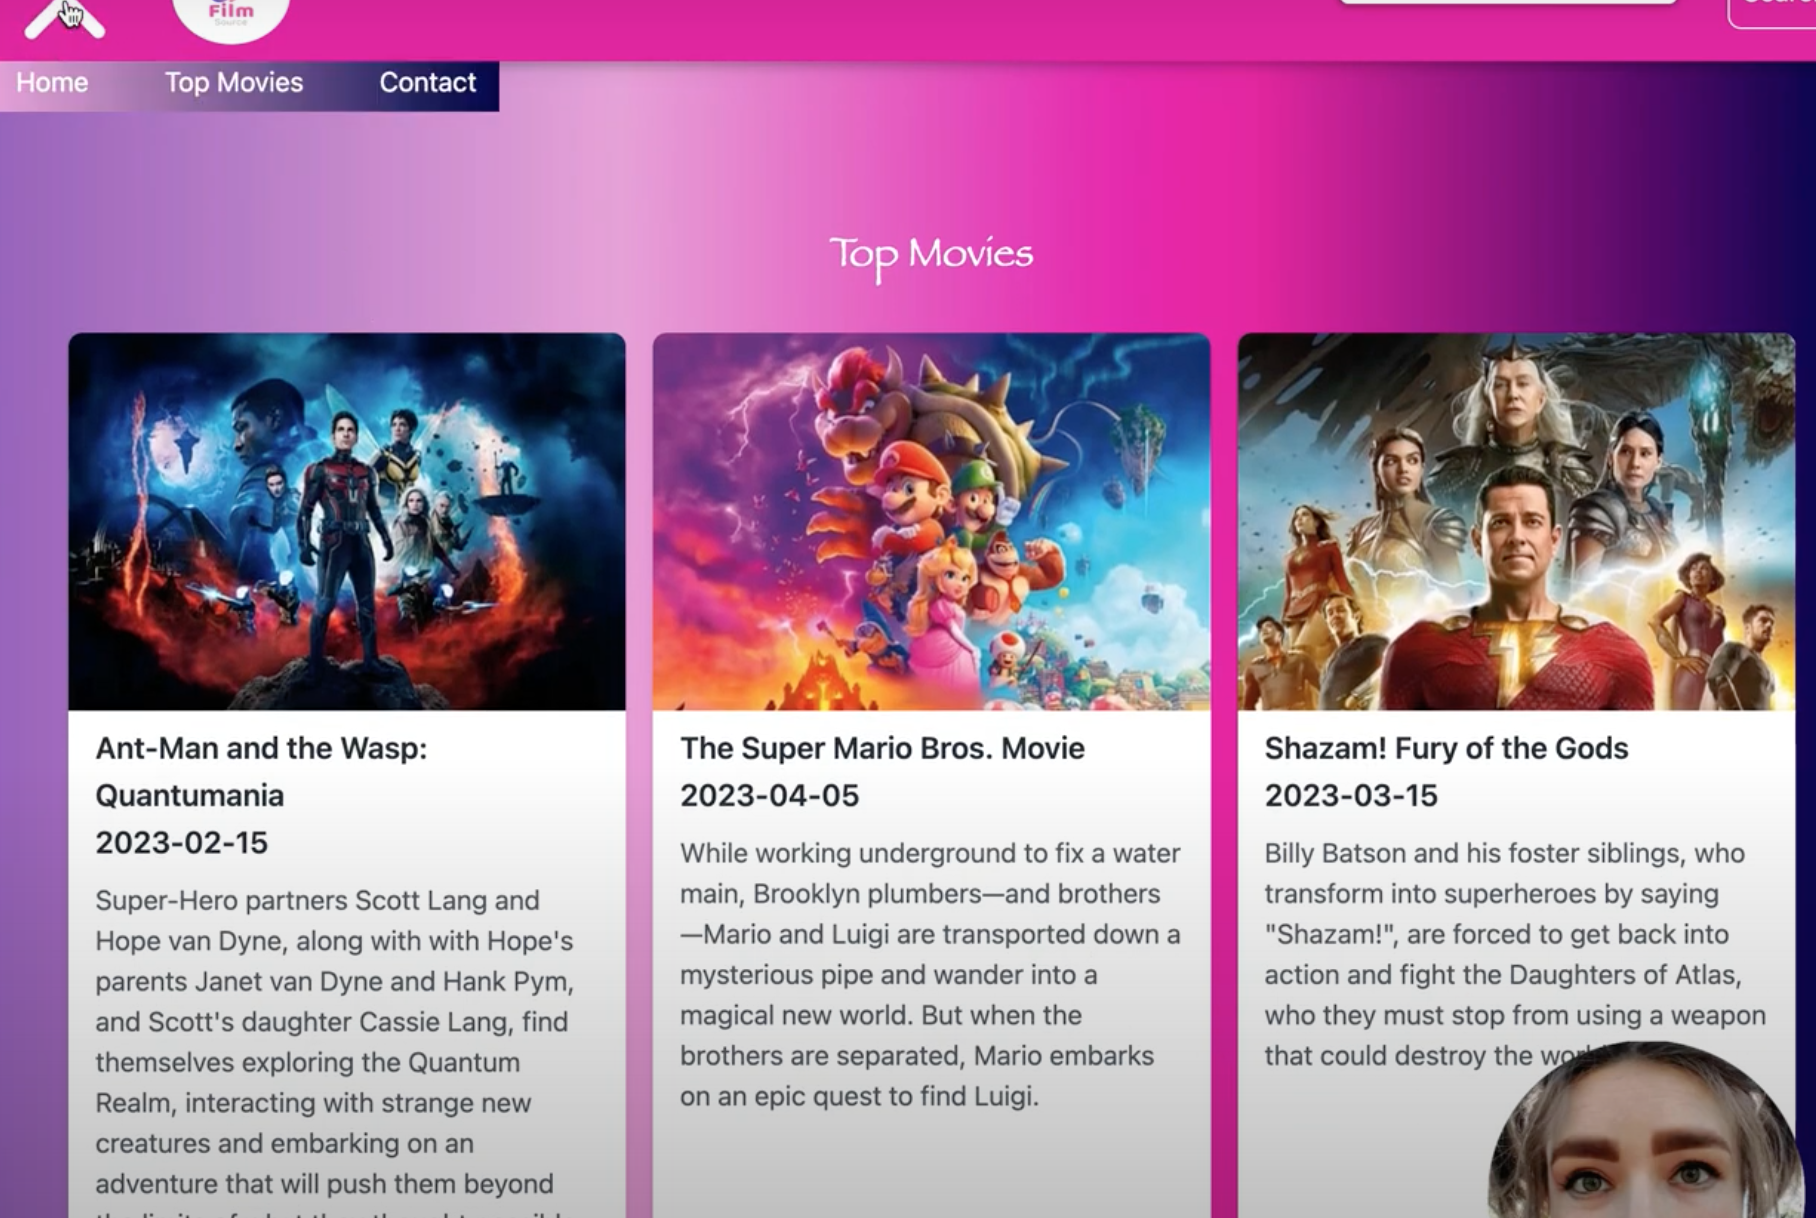 Film
Source
Home
Top Movies
Contact
Top Movies
Ant-Man and the Wasp:
Quantumania
2023-02-15
Super-Hero partners Scott Lang and
Hope van Dyne, along with with Hope's
parents Janet van Dyne and Hank Pym,
and Scott's daughter Cassie Lang, find
themselves exploring the Quantum
Realm, interacting with strange new
creatures and embarking on an
adventure that will push them beyond
The Super Mario Bros. Movie
2023-04-05
While working underground to fix a water
main, Brooklyn plumbers—and brothers
—Mario and Luigi are transported down a
mysterious pipe and wander into a
magical new world. But when the
brothers are separated, Mario embarks
on an epic quest to find Luigi.
Shazam! Fury of the Gods
2023-03-15
Billy Batson and his foster siblings, who
transform into superheroes by saying
"Shazam!", are forced to get back into
action and fight the Daughters of Atlas,
who they must stop from using a weapon
that could destroy the